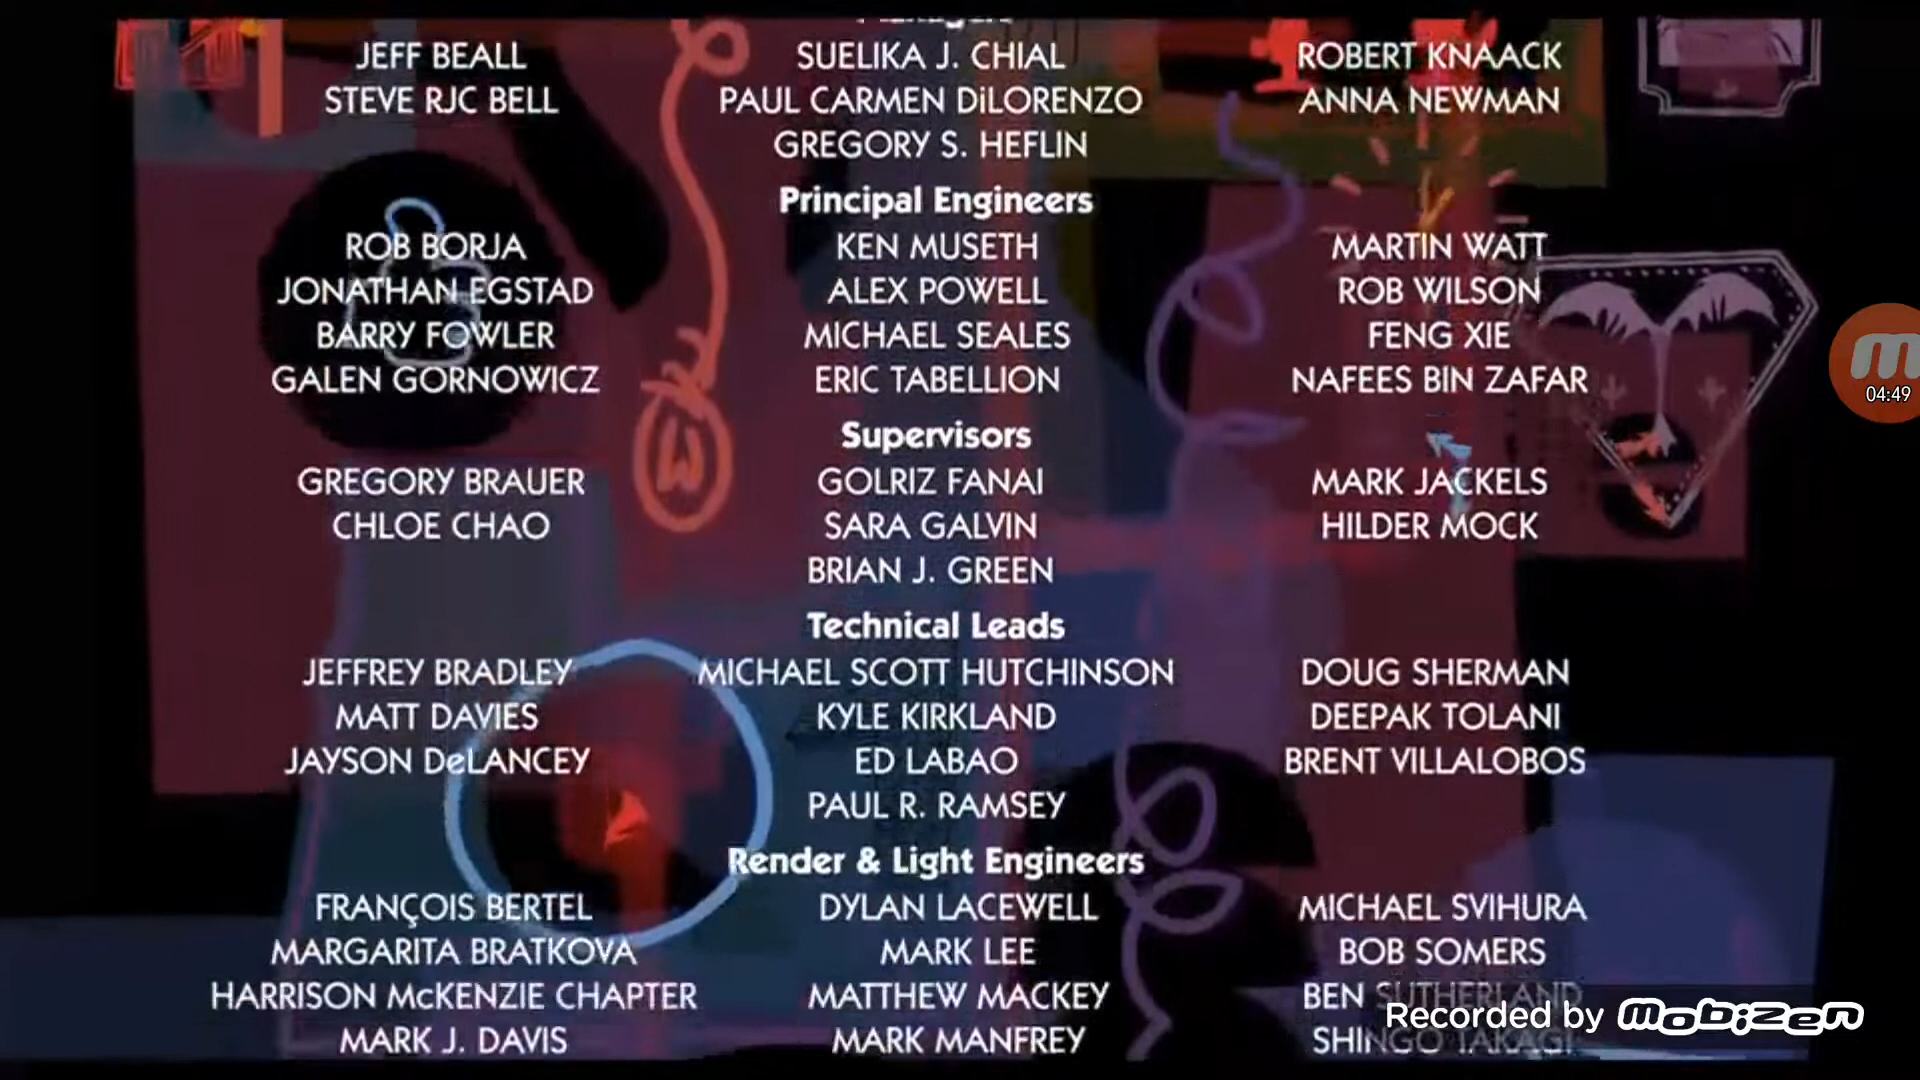 JEFF BEALL SUELIKA J. CHIAL ROBERT KNAACK
STEVE RJC BELL PAUL CARMEN DiLORENZO ANNA NEWMAN
GREGORY S. HEFLIN
Principal Engineers
ROB BORJA KEN MUSETH MARTIN WATT
JONATHAN EGSTAD ALEX POWELL ROB WILSON
BARRY FOWLER MICHAEL SEALES FENG XIE
GALEN GORNOWICZ ERIC TABELLION NAFEES BIN ZAFAR
04:49
Supervisors
GREGORY BRAUER GOLRIZ FANAI MARK JACKELS
CHLOE CHAO SARA GALVIN HILDER MOCK
BRIAN J. GREEN
Technical Leads
JEFFREY BRADLEY MICHAEL SCOTT HUTCHINSON DOUG SHERMAN
MATT DAVIES KYLE KIRKLAND DEEPAK TOLANI
JAYSON DeLANCEY ED LABAO BRENT VILLALOBOS
PAUL R. RAMSEY
Render & Light Engineers
FRANÇOIS BERTEL DYLAN LACEWELL MICHAEL SVIHURA
MARGARITA BRATKOVA MARK LEE BOB SOMERS
HARRISON McKENZIE CHAPTER MATTHEW MACKEY BEN SUTHERLAND
Recorded by mobizen
MARK J. DAVIS MARK MANFREY SHINGO TAKAGI